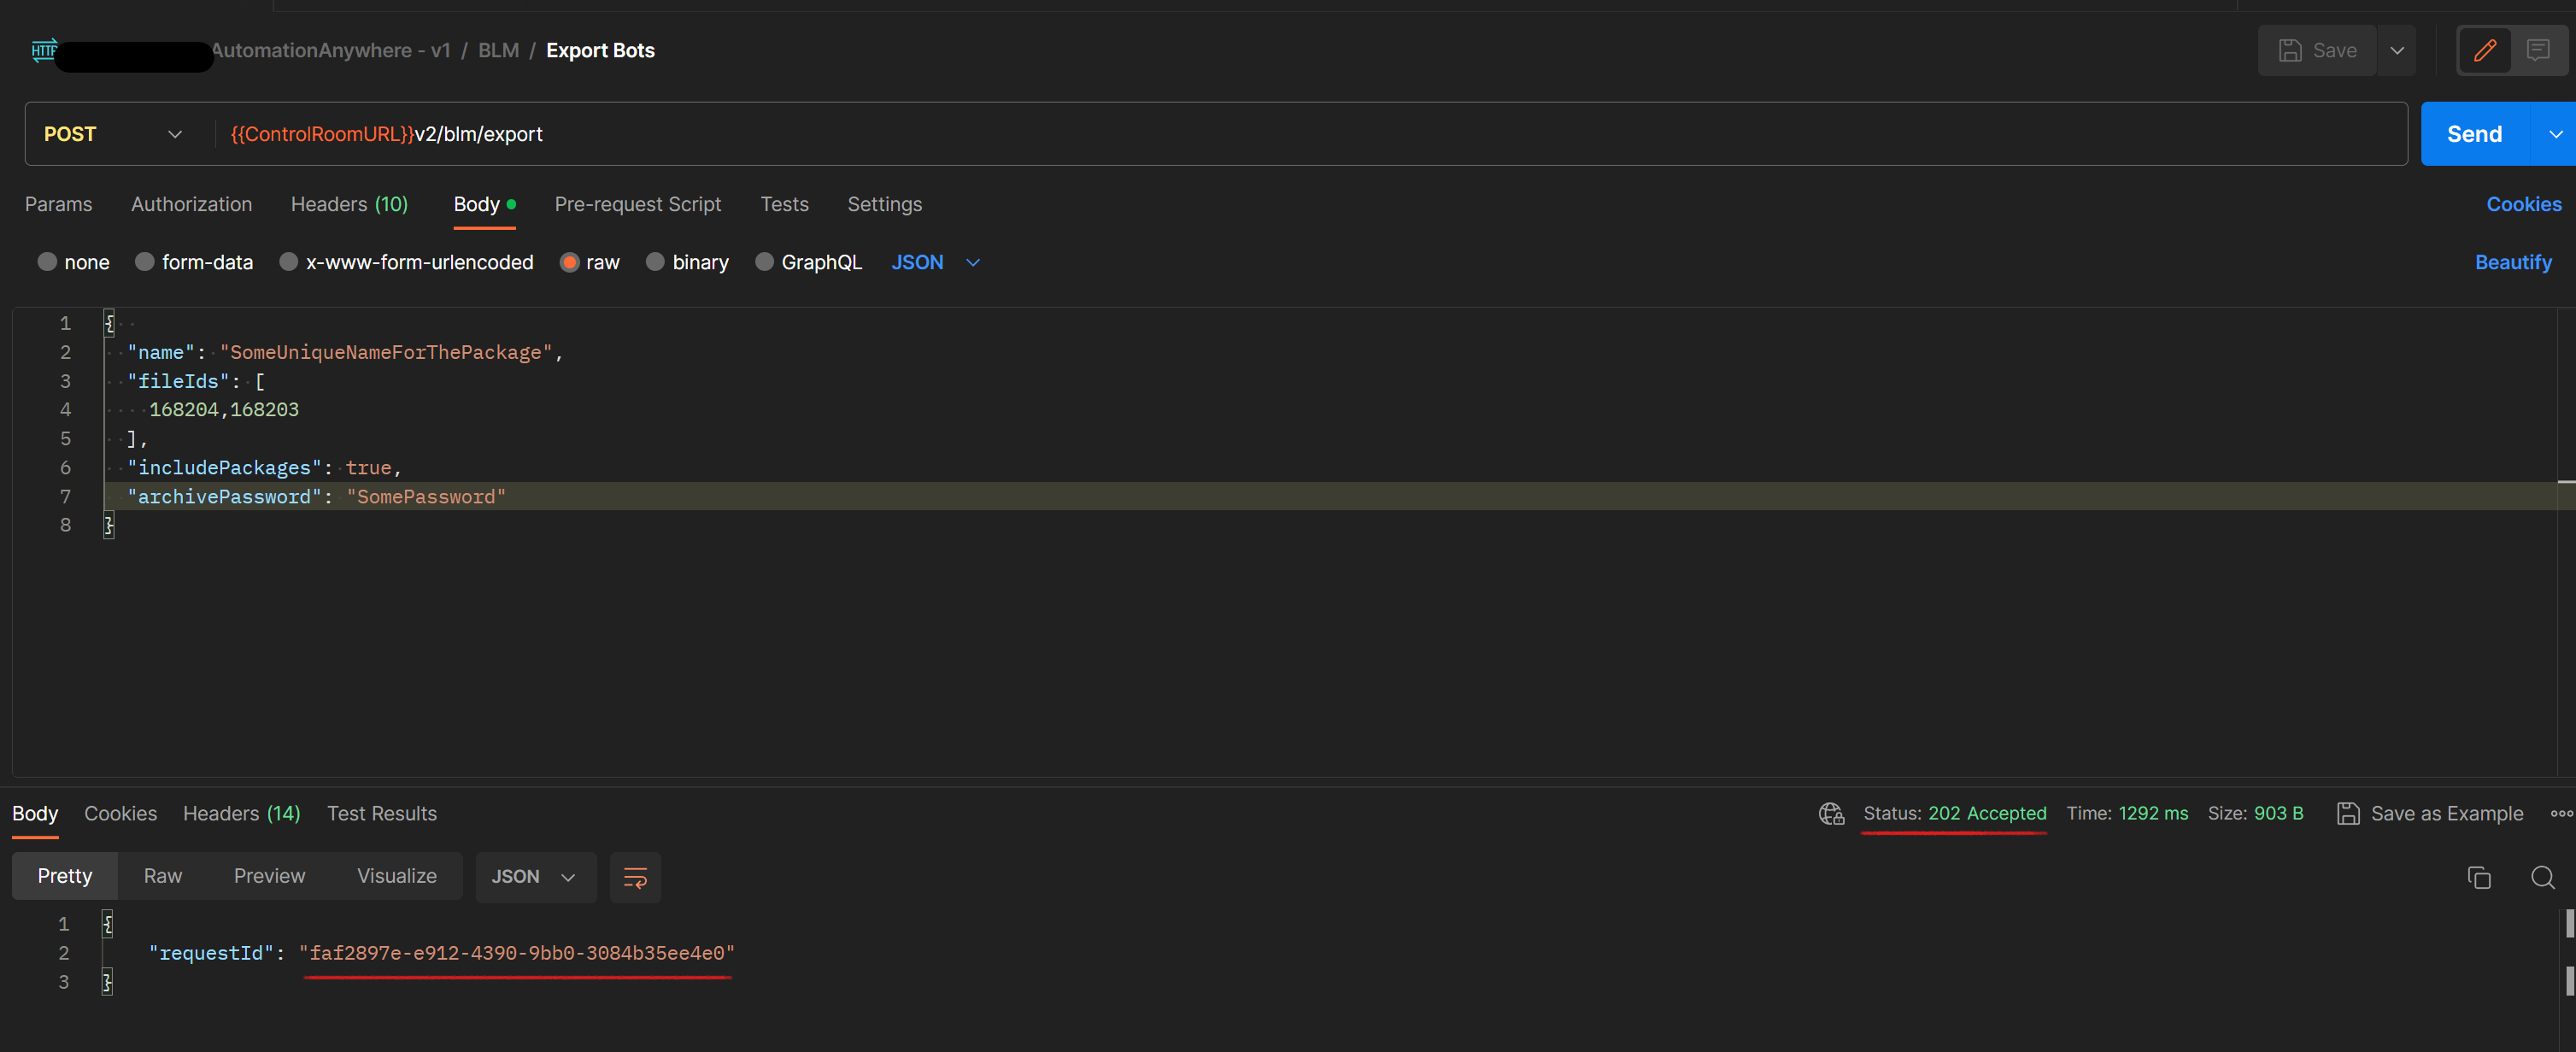 HTTP AutomationAnywhere - v1 / BLM / Export Bots Save
POST {{ControlRoomURL}}v2/blm/export Send
Params Authorization Headers (10) Body Pre-request Script Tests Settings Cookies
none form-data x-www-form-urlencoded raw binary GraphQL JSON Beautify
1 {
2 "name": "SomeUniqueNameForThePackage",
3 "fileIds": [
4 168204,168203
5 ],
6 "includePackages": true,
7 "archivePassword": "SomePassword"
8 }
Body Cookies Headers (14) Test Results Status: 202 Accepted Time: 1292 ms Size: 903 B Save as Example
Pretty Raw Preview Visualize JSON
1 {
2 "requestId": "faf2897e-e912-4390-9bb0-3084b35ee4e0"
3 }